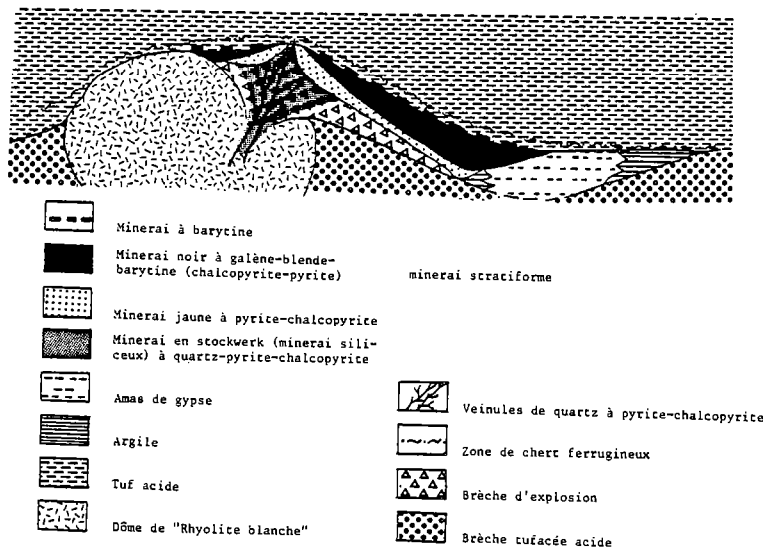 Minerai à barytine
Minerai noir à galène-blende-
barytine (chalcopyrite-pyrite)
minerai stratiforme
Minerai jaune à pyrite-chalcopyrite
Minerai en stockwerk (minerai sili-
ceux) à quartz-pyrite-chalcopyrite
Amas de gypse
Argile
Tuf acide
Dôme de "Rhyolite blanche"
Veinules de quartz à pyrite-chalcopyrite
Zone de chert ferrugineux
Brèche d'explosion
Brèche tufacée acide